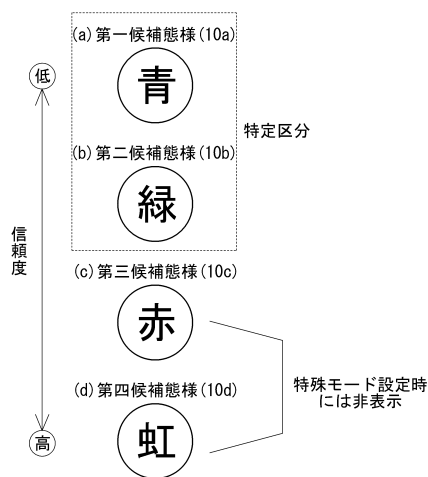 (a)第一候補態様(10a)
低
青
特定区分
(b)第二候補態様(10b)
緑
信頼度
(c)第三候補態様(10c)
赤
特殊モード設定時
には非表示
(d)第四候補態様(10d)
高
虹